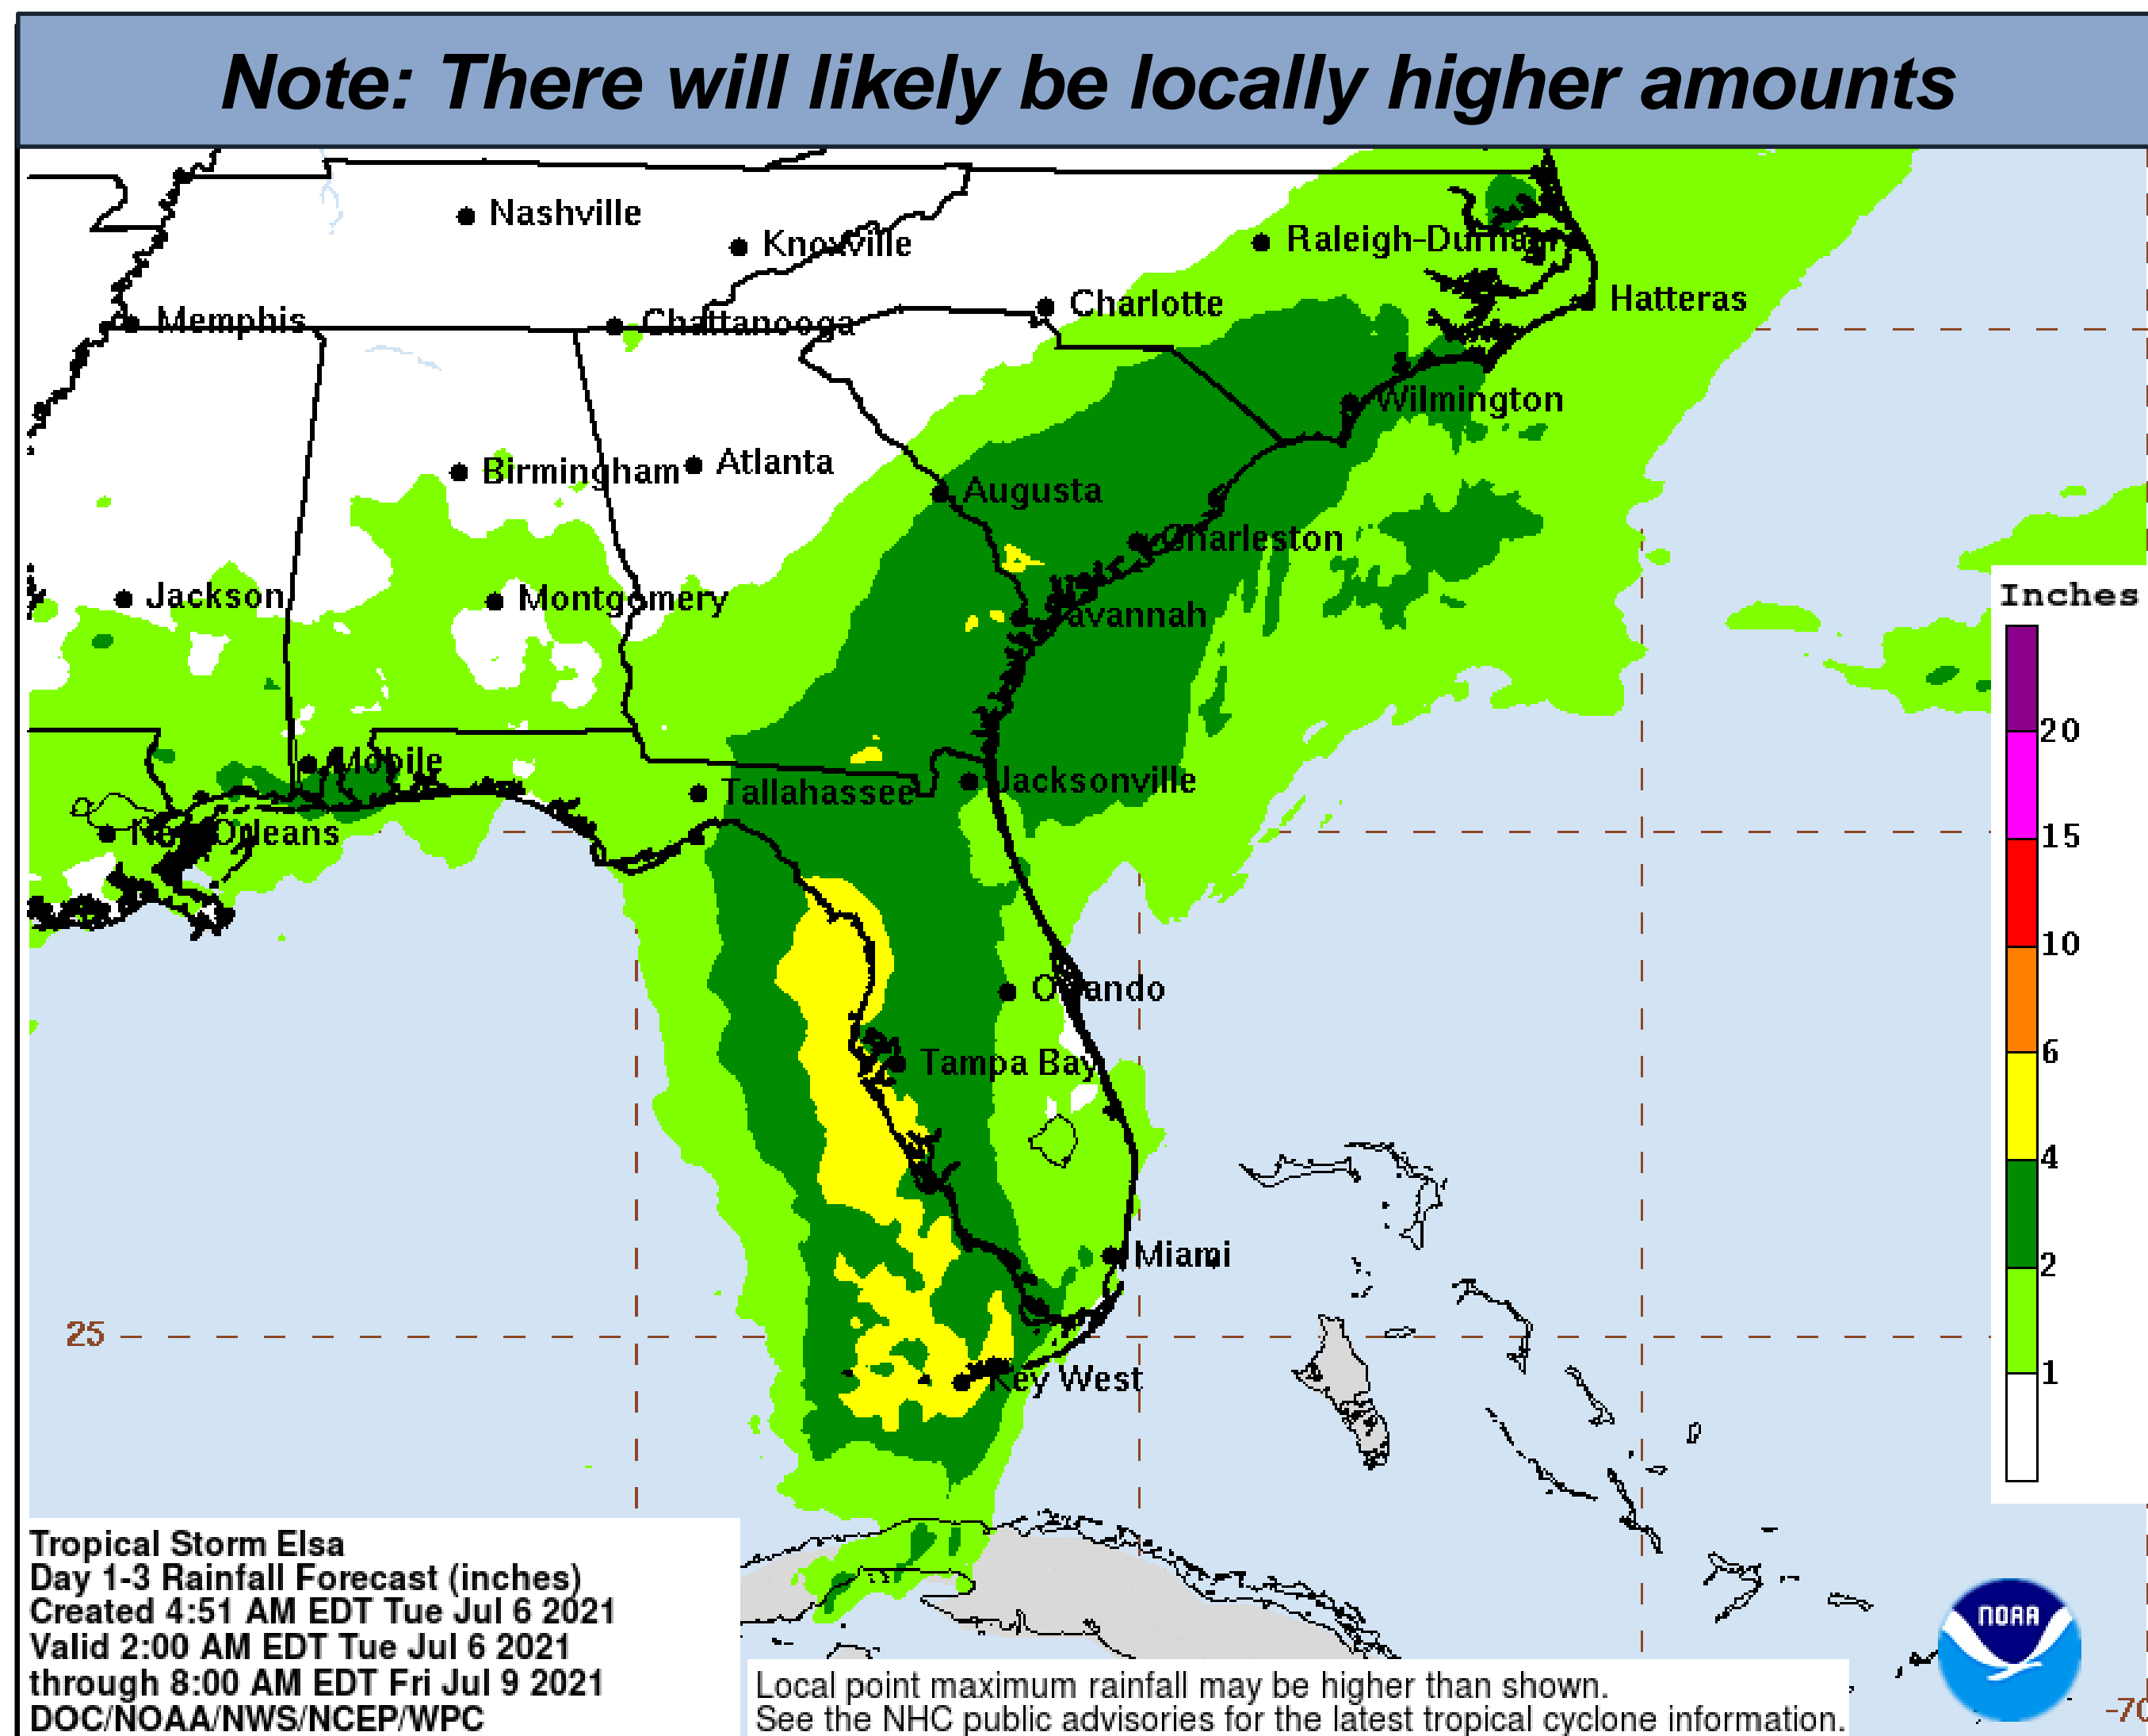 Note: There will likely be locally higher amounts
Nashville
Knoxville
Raleigh-Durham
Memphis
Chattanooga
Charlotte
Hatteras
Wilmington
Birmingham
Atlanta
Augusta
Charleston
Jackson
Montgomery
Savannah
Inches
20
Mobile
Tallahassee
Jacksonville
New Orleans
15
10
Orlando
6
Tampa Bay
4
Miami
2
25
Key West
1
Tropical Storm Elsa
Day 1-3 Rainfall Forecast (inches)
Created 4:51 AM EDT Tue Jul 6 2021
Valid 2:00 AM EDT Tue Jul 6 2021
through 8:00 AM EDT Fri Jul 9 2021
DOC/NOAA/NWS/NCEP/WPC
Local point maximum rainfall may be higher than shown.
See the NHC public advisories for the latest tropical cyclone information.
NOAA
-70